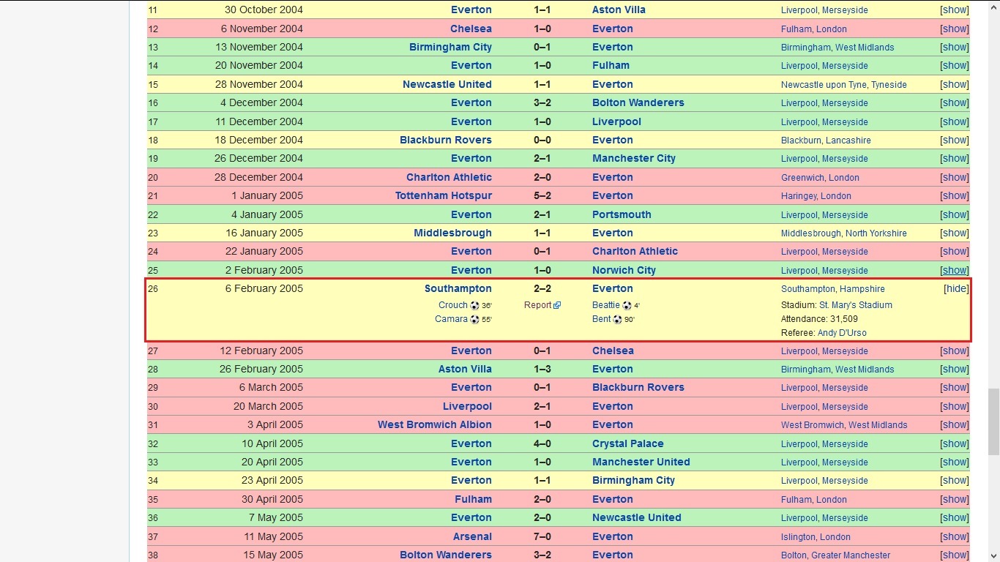 11 30 October 2004 Everton 1–1 Aston Villa Liverpool, Merseyside [show]
12 6 November 2004 Chelsea 1–0 Everton Fulham, London [show]
13 13 November 2004 Birmingham City 0–1 Everton Birmingham, West Midlands [show]
14 20 November 2004 Everton 1–0 Fulham Liverpool, Merseyside [show]
15 28 November 2004 Newcastle United 1–1 Everton Newcastle upon Tyne, Tyneside [show]
16 4 December 2004 Everton 3–2 Bolton Wanderers Liverpool, Merseyside [show]
17 11 December 2004 Everton 1–0 Liverpool Liverpool, Merseyside [show]
18 18 December 2004 Blackburn Rovers 0–0 Everton Blackburn, Lancashire [show]
19 26 December 2004 Everton 2–1 Manchester City Liverpool, Merseyside [show]
20 28 December 2004 Charlton Athletic 2–0 Everton Greenwich, London [show]
21 1 January 2005 Tottenham Hotspur 5–2 Everton Haringey, London [show]
22 4 January 2005 Everton 2–1 Portsmouth Liverpool, Merseyside [show]
23 16 January 2005 Middlesbrough 1–1 Everton Middlesbrough, North Yorkshire [show]
24 22 January 2005 Everton 0–1 Charlton Athletic Liverpool, Merseyside [show]
25 2 February 2005 Everton 1–0 Norwich City Liverpool, Merseyside [show]
26 6 February 2005 Southampton 2–2 Everton Southampton, Hampshire [hide]
Crouch 36' Report Beattie 4' Stadium: St. Mary's Stadium
Camara 55' Bent 90' Attendance: 31,509
Referee: Andy D'Urso
27 12 February 2005 Everton 0–1 Chelsea Liverpool, Merseyside [show]
28 26 February 2005 Aston Villa 1–3 Everton Birmingham, West Midlands [show]
29 6 March 2005 Everton 0–1 Blackburn Rovers Liverpool, Merseyside [show]
30 20 March 2005 Liverpool 2–1 Everton Liverpool, Merseyside [show]
31 3 April 2005 West Bromwich Albion 1–0 Everton West Bromwich, West Midlands [show]
32 10 April 2005 Everton 4–0 Crystal Palace Liverpool, Merseyside [show]
33 20 April 2005 Everton 1–0 Manchester United Liverpool, Merseyside [show]
34 23 April 2005 Everton 1–1 Birmingham City Liverpool, Merseyside [show]
35 30 April 2005 Fulham 2–0 Everton Fulham, London [show]
36 7 May 2005 Everton 2–0 Newcastle United Liverpool, Merseyside [show]
37 11 May 2005 Arsenal 7–0 Everton Islington, London [show]
38 15 May 2005 Bolton Wanderers 3–2 Everton Bolton, Greater Manchester [show]